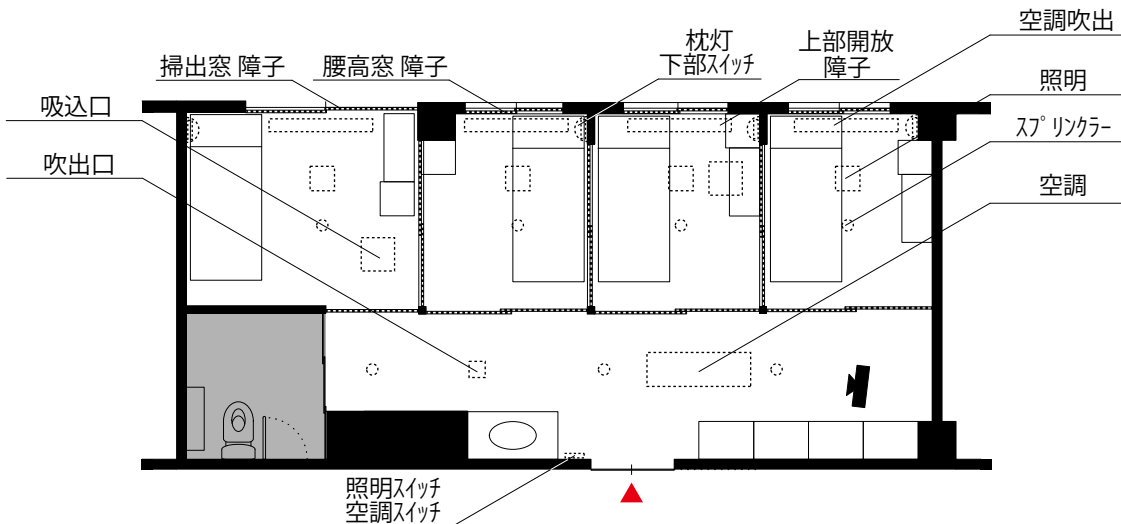 空調吹出
枕灯
下部ｽｲｯﾁ
上部開放
障子
掃出窓 障子
腰高窓 障子
照明
吸込口
ｽﾌﾟﾘﾝｸﾗｰ
吹出口
空調
照明ｽｲｯﾁ
空調ｽｲｯﾁ